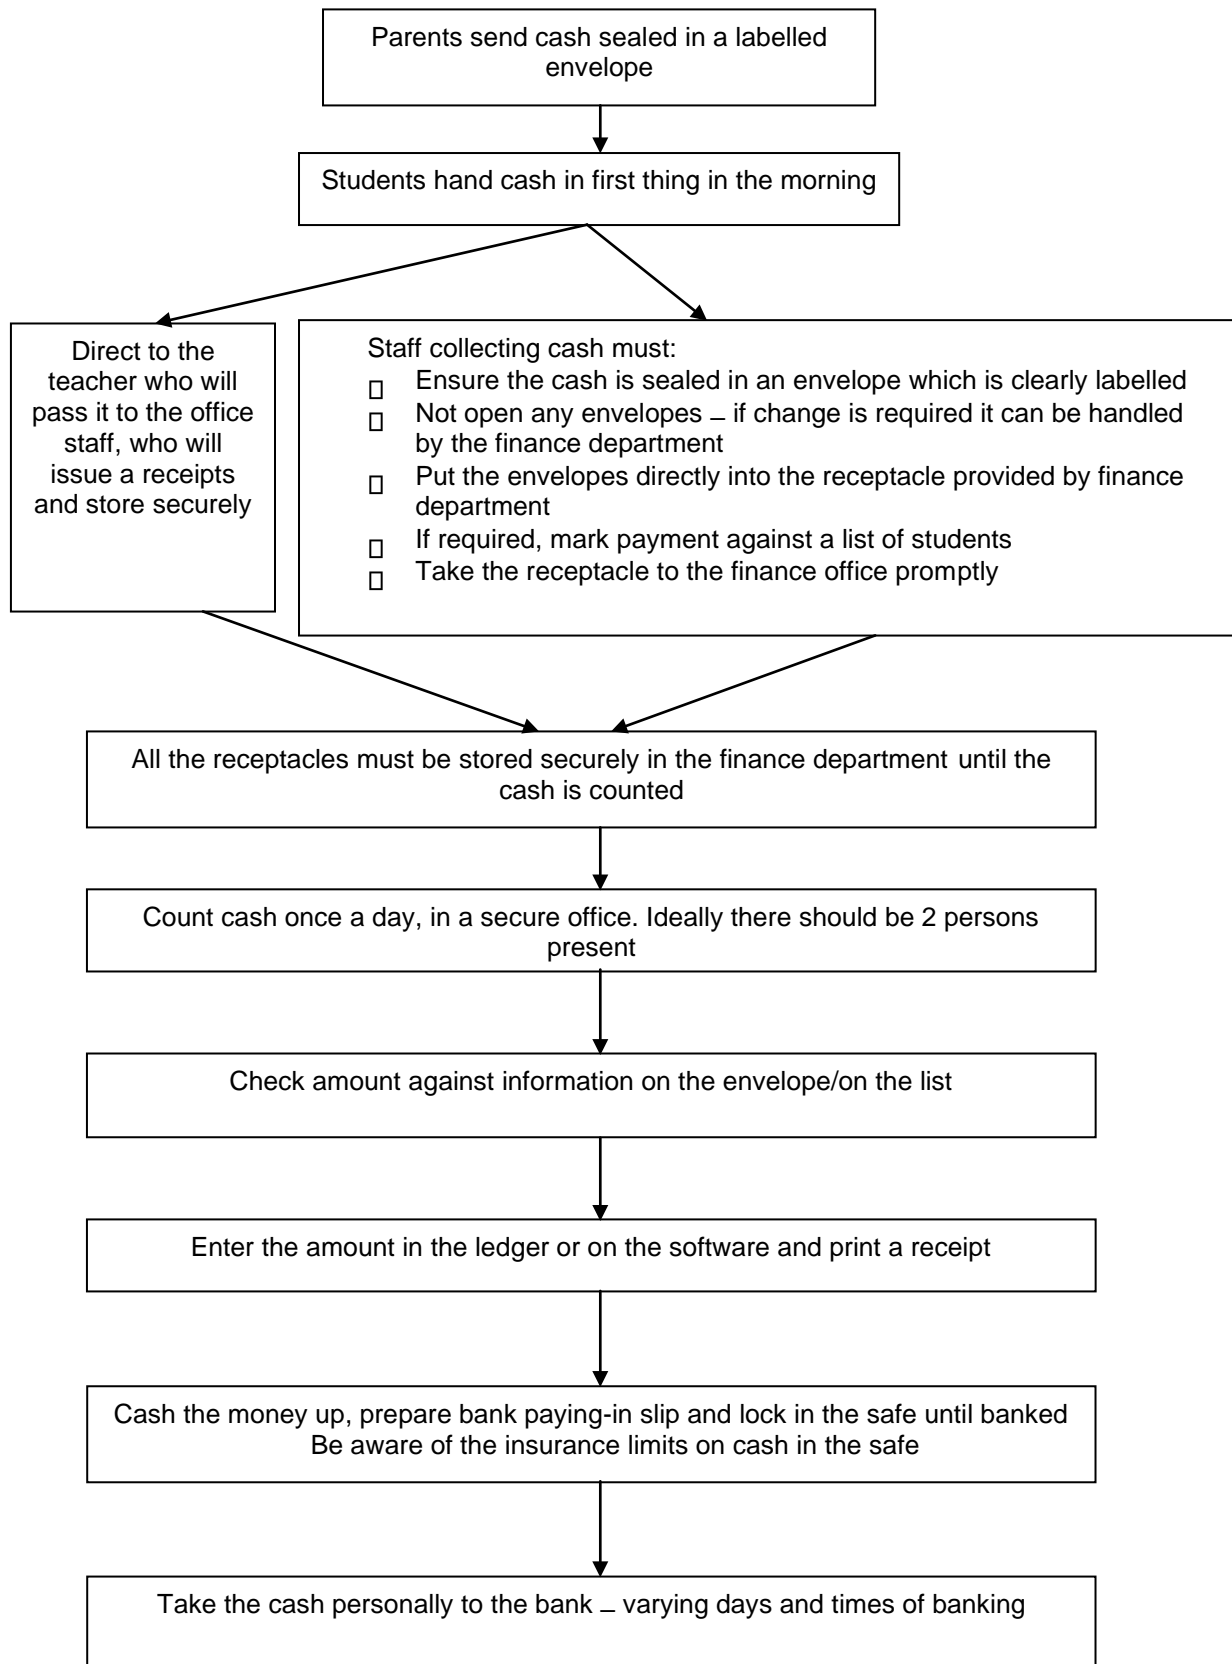 Parents send cash sealed in a labelled
envelope
Students hand cash in first thing in the morning
Direct to the
teacher who will
pass it to the office
staff, who will
issue a receipts
and store securely
Staff collecting cash must:
Ensure the cash is sealed in an envelope which is clearly labelled
Not open any envelopes – if change is required it can be handled
by the finance department
Put the envelopes directly into the receptacle provided by finance
department
If required, mark payment against a list of students
Take the receptacle to the finance office promptly
All the receptacles must be stored securely in the finance department until the
cash is counted
Count cash once a day, in a secure office. Ideally there should be 2 persons
present
Check amount against information on the envelope/on the list
Enter the amount in the ledger or on the software and print a receipt
Cash the money up, prepare bank paying-in slip and lock in the safe until banked
Be aware of the insurance limits on cash in the safe
Take the cash personally to the bank – varying days and times of banking